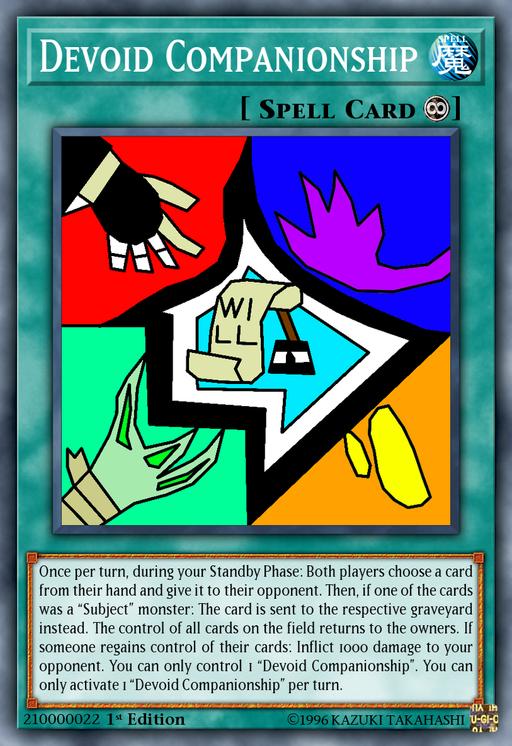 DEVOID COMPANIONSHIP
SPELL
魔
[ SPELL CARD ]
WI
LL
Once per turn, during your Standby Phase: Both players choose a card
from their hand and give it to their opponent. Then, if one of the cards
was a “Subject” monster: The card is sent to the respective graveyard
instead. The control of all cards on the field returns to the owners. If
someone regains control of their cards: Inflict 1000 damage to your
opponent. You can only control 1 “Devoid Companionship”. You can
only activate 1 “Devoid Companionship” per turn.
210000022 1st Edition
©1996 KAZUKI TAKAHASHI